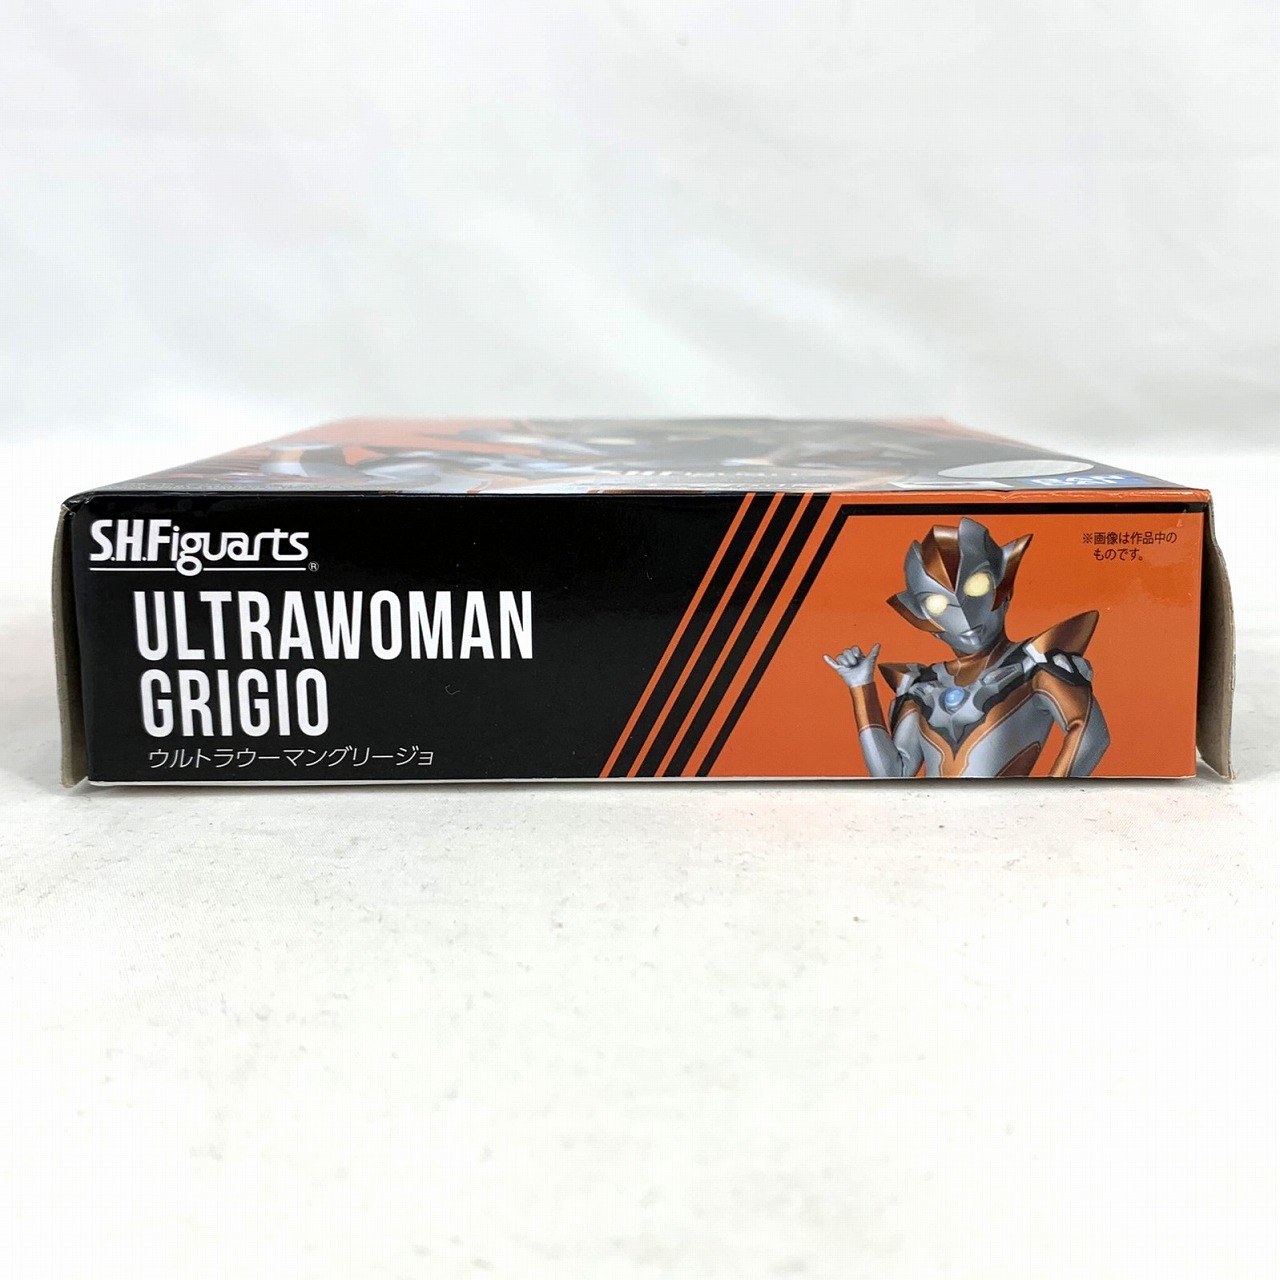 S.H.Figuarts®
ULTRAWOMAN
GRIGIO
ウルトラウーマングリージョ
※画像は作品中の
ものです。